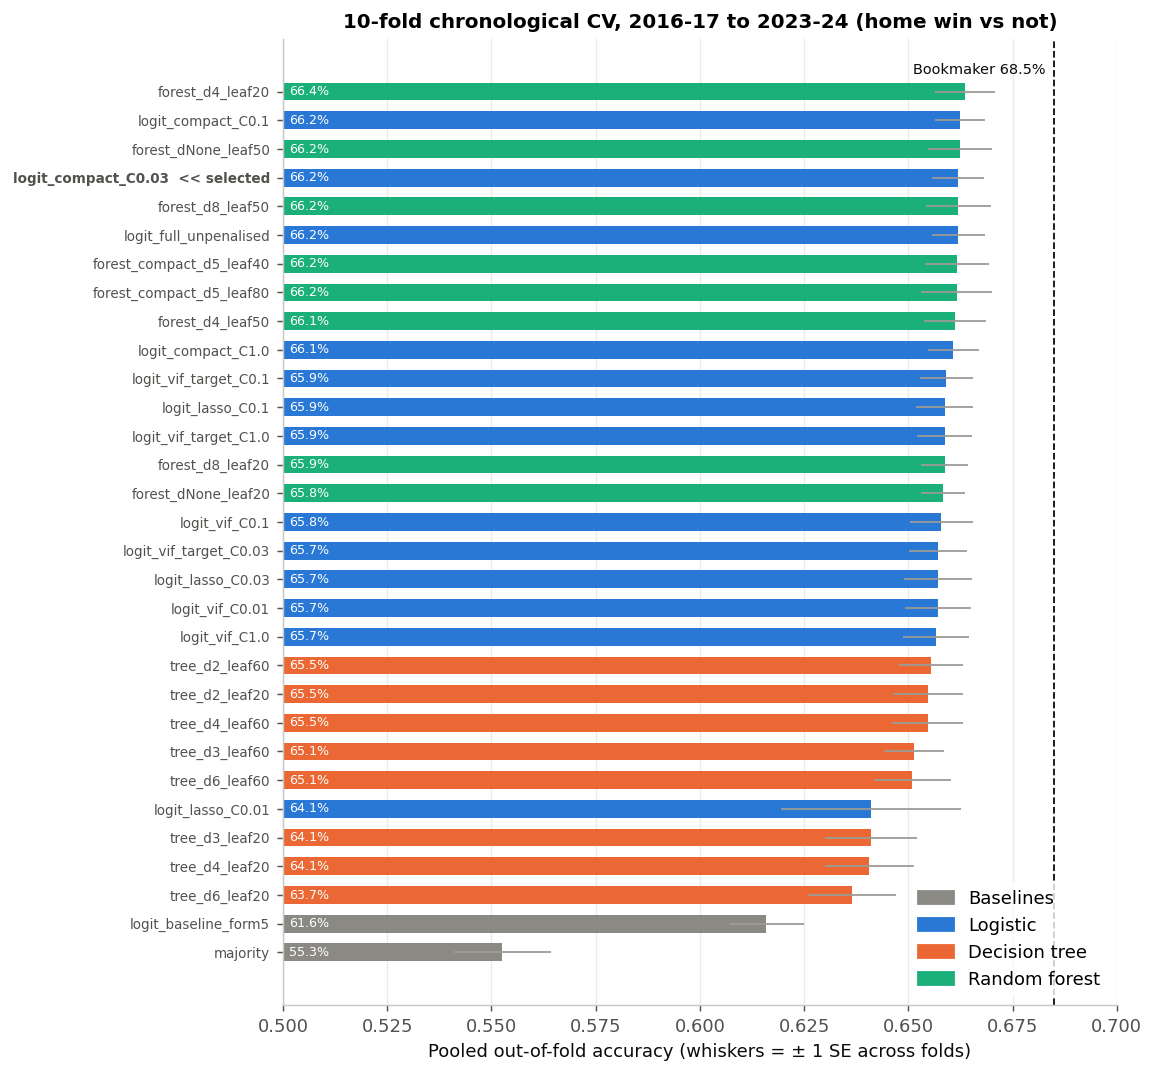 10-fold chronological CV, 2016-17 to 2023-24 (home win vs not)
Bookmaker 68.5%
forest_d4_leaf20 66.4%
logit_compact_C0.1 66.2%
forest_dNone_leaf50 66.2%
logit_compact_C0.03 << selected 66.2%
forest_d8_leaf50 66.2%
logit_full_unpenalised 66.2%
forest_compact_d5_leaf40 66.2%
forest_compact_d5_leaf80 66.2%
forest_d4_leaf50 66.1%
logit_compact_C1.0 66.1%
logit_vif_target_C0.1 65.9%
logit_lasso_C0.1 65.9%
logit_vif_target_C1.0 65.9%
forest_d8_leaf20 65.9%
forest_dNone_leaf20 65.8%
logit_vif_C0.1 65.8%
logit_vif_target_C0.03 65.7%
logit_lasso_C0.03 65.7%
logit_vif_C0.01 65.7%
logit_vif_C1.0 65.7%
tree_d2_leaf60 65.5%
tree_d2_leaf20 65.5%
tree_d4_leaf60 65.5%
tree_d3_leaf60 65.1%
tree_d6_leaf60 65.1%
logit_lasso_C0.01 64.1%
tree_d3_leaf20 64.1%
tree_d4_leaf20 64.1%
tree_d6_leaf20 63.7%
logit_baseline_form5 61.6%
majority 55.3%
Baselines
Logistic
Decision tree
Random forest
0.500 0.525 0.550 0.575 0.600 0.625 0.650 0.675 0.700
Pooled out-of-fold accuracy (whiskers = ± 1 SE across folds)